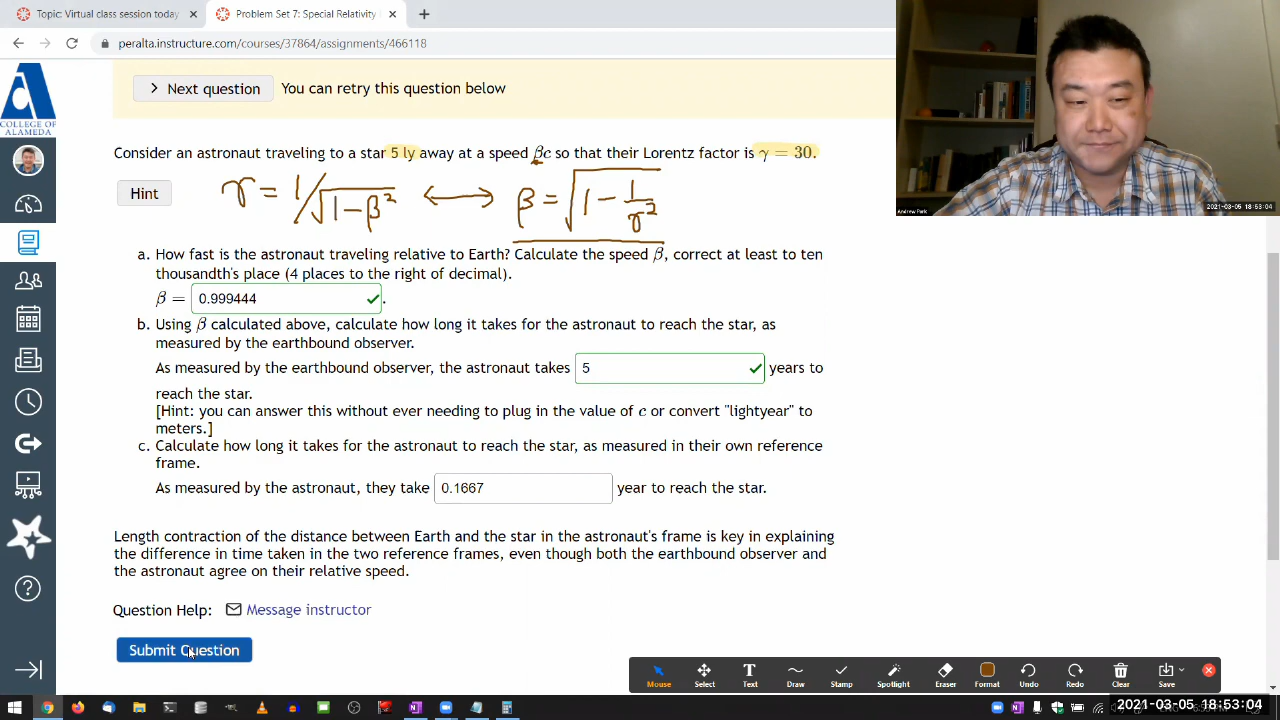 Topic: Virtual class session today
Problem Set 7: Special Relativity
peralta.instructure.com/courses/37864/assignments/466118
COLLEGE OF
ALAMEDA
Next question
You can retry this question below
Andrew Park
2021-03-05 18:53:04
Consider an astronaut traveling to a star 5 ly away at a speed βc so that their Lorentz factor is γ = 30.
Hint
γ = 1/√(1−β²) ⟷ β = √(1 − 1/γ²)
a. How fast is the astronaut traveling relative to Earth? Calculate the speed β, correct at least to ten
thousandth's place (4 places to the right of decimal).
β = 0.999444 .
b. Using β calculated above, calculate how long it takes for the astronaut to reach the star, as
measured by the earthbound observer.
As measured by the earthbound observer, the astronaut takes 5 years to
reach the star.
[Hint: you can answer this without ever needing to plug in the value of c or convert "lightyear" to
meters.]
c. Calculate how long it takes for the astronaut to reach the star, as measured in their own reference
frame.
As measured by the astronaut, they take 0.1667 year to reach the star.
Length contraction of the distance between Earth and the star in the astronaut's frame is key in explaining
the difference in time taken in the two reference frames, even though both the earthbound observer and
the astronaut agree on their relative speed.
Question Help: Message instructor
Submit Question
Mouse Select Text Draw Stamp Spotlight Eraser Format Undo Redo Clear Save
2021-03-05 18:53:04